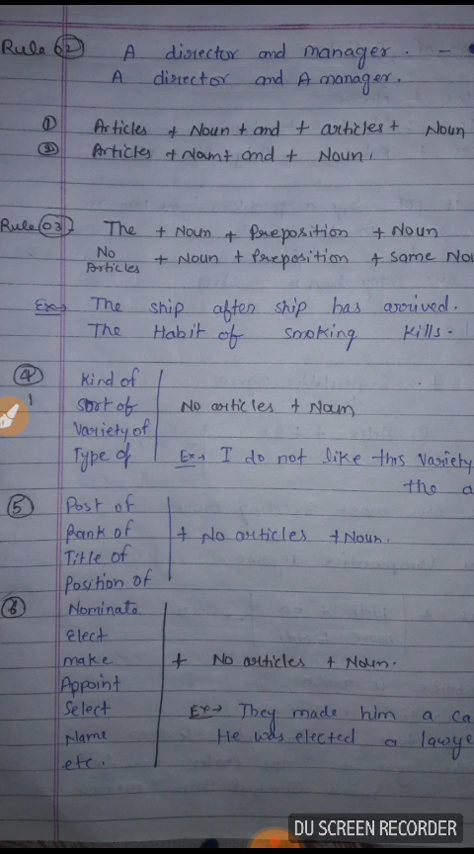 Rule 02 A director and manager. -
A director and A manager.
① Articles + Noun + and + articles + Noun
② Articles + Noun + and + Noun.
Rule 03 The + Noun + Preposition + Noun
No Articles + Noun + Preposition + Same
Ex→ The ship after ship has arrived.
The Habit of smoking kills.
④ Kind of
Sort of No articles + Noun
Variety of
Type of Ex→ I do not like this variety
the
⑤ Post of
Rank of + No articles + Noun.
Title of
Position of
⑥ Nominate
elect
make + No articles + Noun.
Appoint
Select Ex→ They made him a
Name He was elected a
etc.
DU SCREEN RECORDER